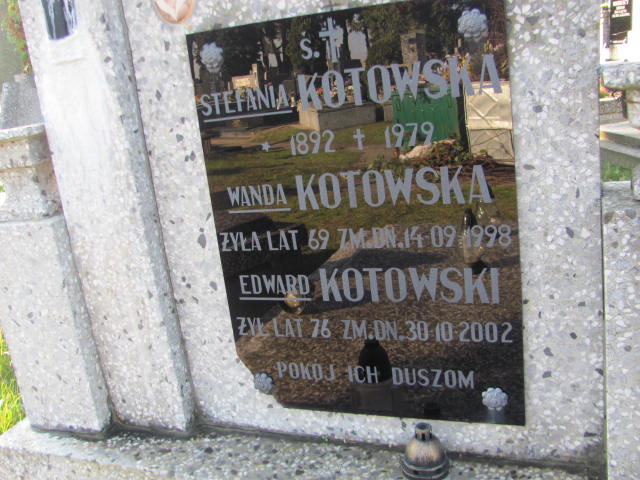 Ś. †
STEFANIA KOTOWSKA
* 1892 † 1979
WANDA KOTOWSKA
ŻYŁA LAT 69 ZM. DN. 14·09·1998
EDWARD KOTOWSKI
ŻYŁ LAT 76 ZM. DN. 30·10·2002
POKÓJ ICH DUSZOM